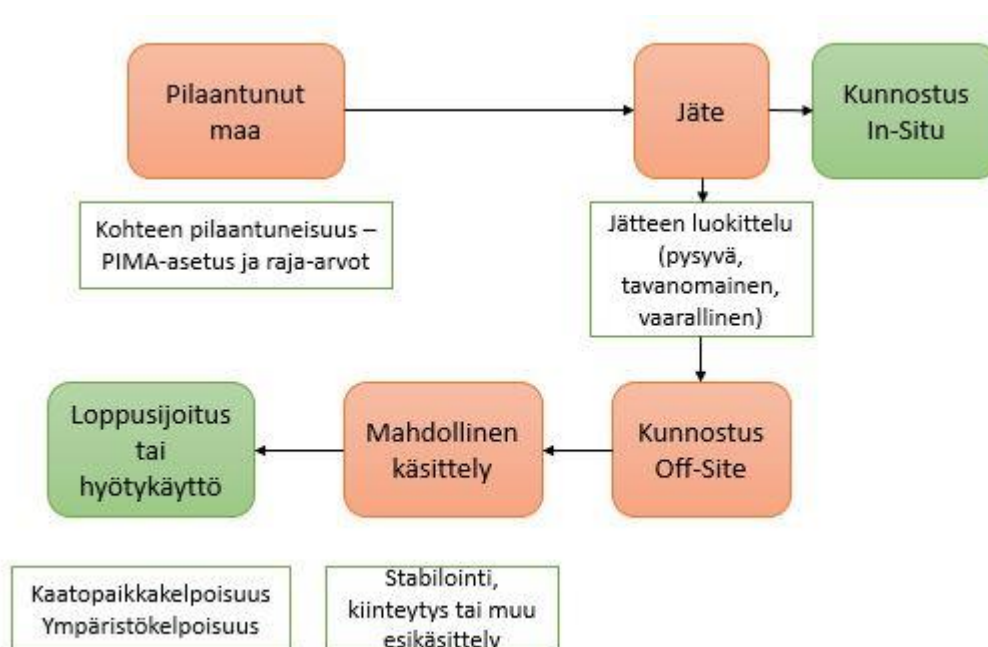 Pilaantunut
maa
Jäte
Kunnostus
In-Situ
Kohteen pilaantuneisuus –
PIMA-asetus ja raja-arvot
Jätteen luokittelu
(pysyvä,
tavanomainen,
vaarallinen)
Loppusijoitus
tai
hyötykäyttö
Mahdollinen
käsittely
Kunnostus
Off-Site
Kaatopaikkakelpoisuus
Ympäristökelpoisuus
Stabilointi,
kiinteytys tai muu
esikäsittely